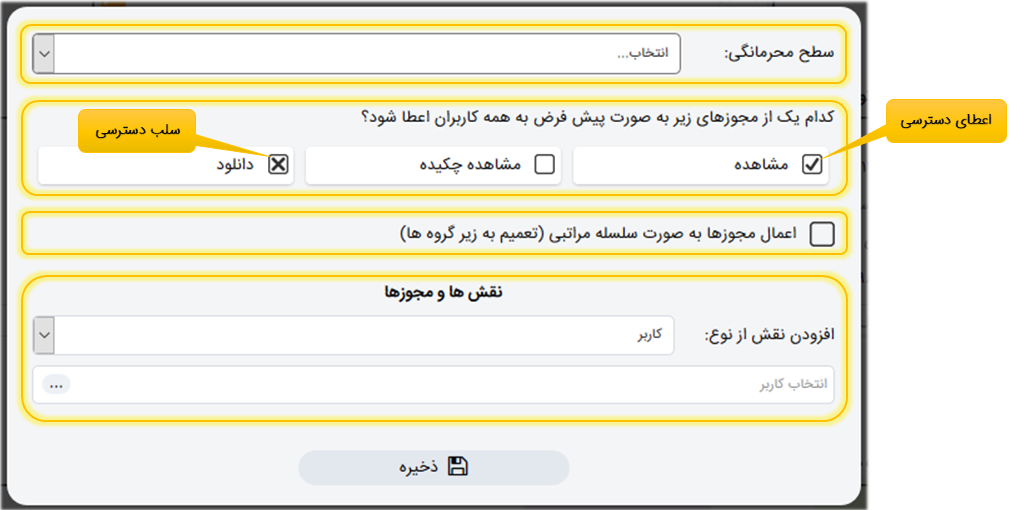 سطح محرمانگی:
انتخاب...
کدام یک از مجوزهای زیر به صورت پیش فرض به همه کاربران اعطا شود؟
اعطای دسترسی
سلب دسترسی
مشاهده
مشاهده چکیده
دانلود
اعمال مجوزها به صورت سلسله مراتبی (تعمیم به زیر گروه ها)
نقش ها و مجوزها
افزودن نقش از نوع:
کاربر
انتخاب کاربر
...
ذخیره